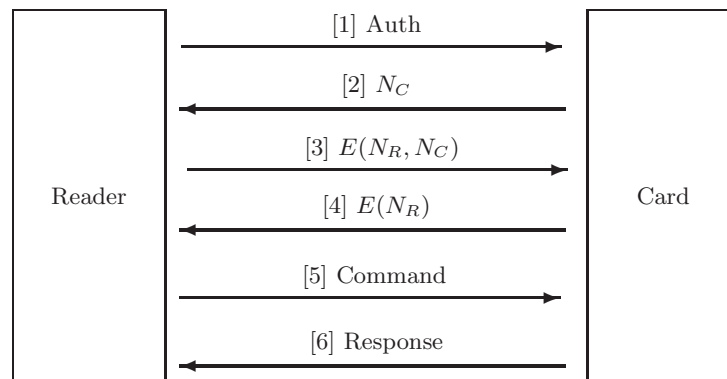 [1] Auth
[2] N_C
[3] E(N_R, N_C)
Reader
Card
[4] E(N_R)
[5] Command
[6] Response